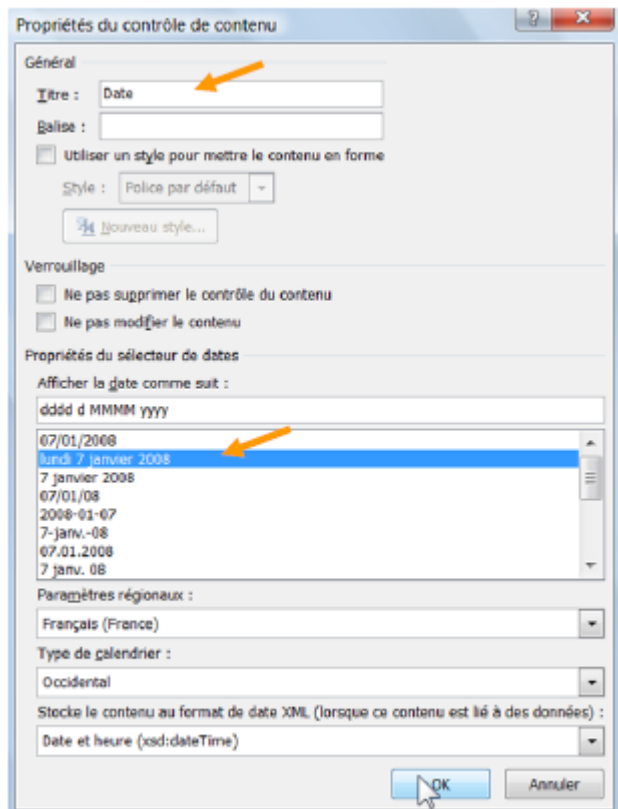 Propriétés du contrôle de contenu
Général
Titre : Date
Balise :
Utiliser un style pour mettre le contenu en forme
Style : Police par défaut
Nouveau style...
Verrouillage
Ne pas supprimer le contrôle du contenu
Ne pas modifier le contenu
Propriétés du sélecteur de dates
Afficher la date comme suit :
dddd d MMMM yyyy
07/01/2008
lundi 7 janvier 2008
7 janvier 2008
07/01/08
2008-01-07
7-janv.-08
07.01.2008
7 janv. 08
Paramètres régionaux :
Français (France)
Type de calendrier :
Occidental
Stocke le contenu au format de date XML (lorsque ce contenu est lié à des données) :
Date et heure (xsd:dateTime)
OK Annuler